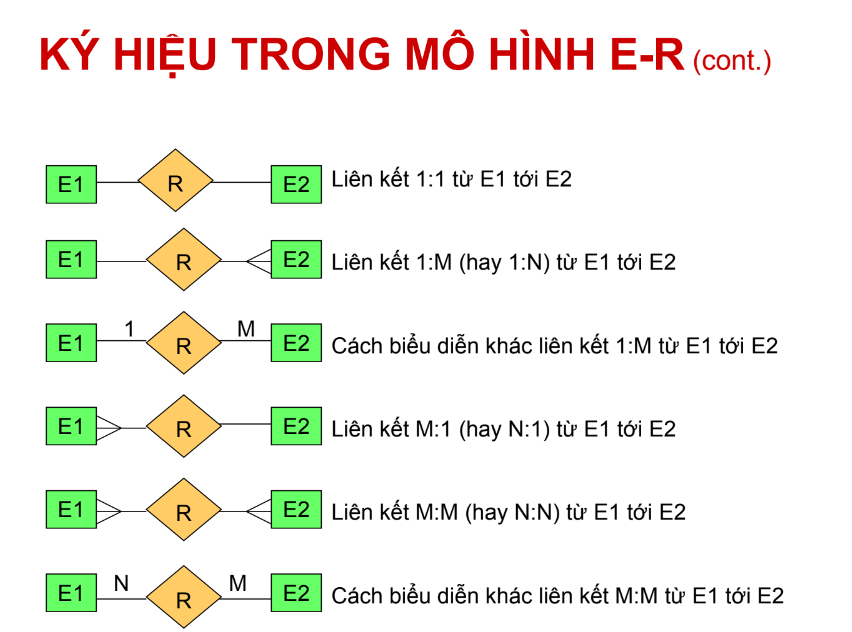 KÝ HIỆU TRONG MÔ HÌNH E-R (cont.)
E1 R E2 Liên kết 1:1 từ E1 tới E2
E1 R E2 Liên kết 1:M (hay 1:N) từ E1 tới E2
E1 1 R M E2 Cách biểu diễn khác liên kết 1:M từ E1 tới E2
E1 R E2 Liên kết M:1 (hay N:1) từ E1 tới E2
E1 R E2 Liên kết M:M (hay N:N) từ E1 tới E2
E1 N R M E2 Cách biểu diễn khác liên kết M:M từ E1 tới E2